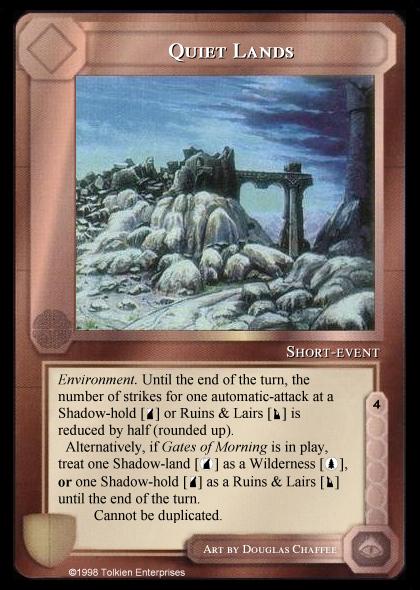 Quiet Lands
Short-event
Environment. Until the end of the turn, the
number of strikes for one automatic-attack at a
Shadow-hold [] or Ruins & Lairs [] is
reduced by half (rounded up).
Alternatively, if Gates of Morning is in play,
treat one Shadow-land [] as a Wilderness [],
or one Shadow-hold [] as a Ruins & Lairs []
until the end of the turn.
Cannot be duplicated.
4
Art by Douglas Chaffee
©1998 Tolkien Enterprises